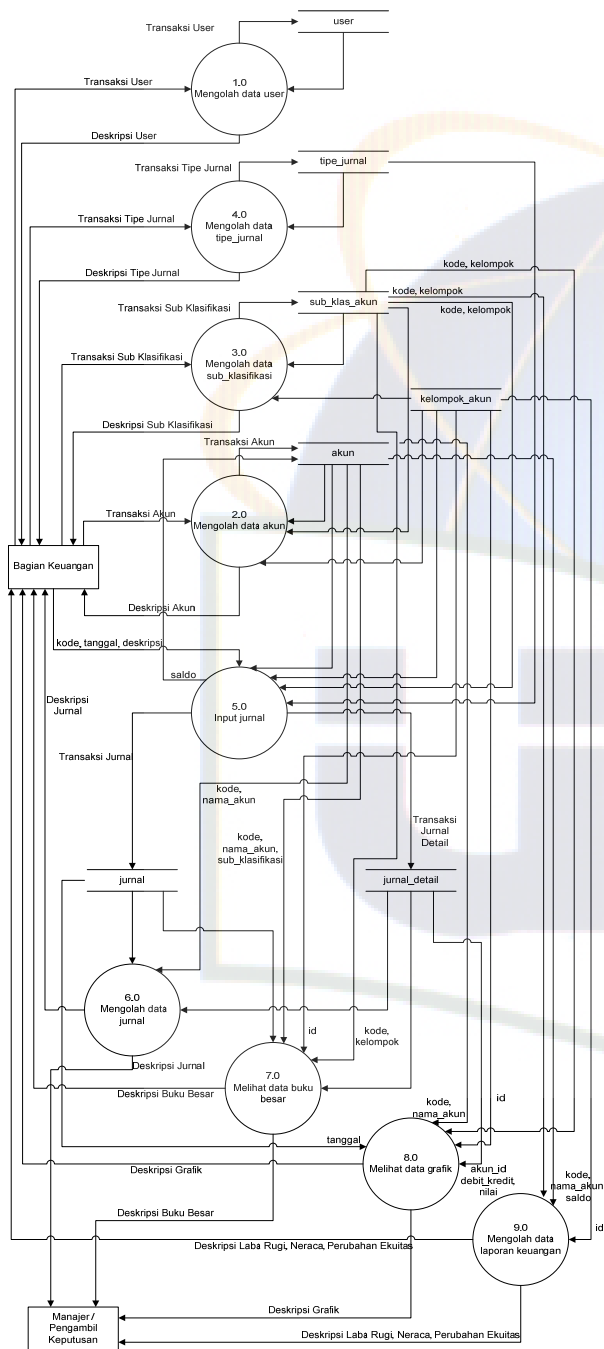 Transaksi User
user
1.0
Mengolah data user
Transaksi User
Deskripsi User
Transaksi Tipe Jurnal
tipe_jurnal
4.0
Mengolah data
tipe_jurnal
Transaksi Tipe Jurnal
Deskripsi Tipe Jurnal
kode, kelompok
kode, kelompok
kode, kelompok
Transaksi Sub Klasifikasi
sub_klas_akun
3.0
Mengolah data
sub_klasifikasi
Transaksi Sub Klasifikasi
Deskripsi Sub Klasifikasi
kelompok_akun
Transaksi Akun
akun
2.0
Mengolah data akun
Transaksi Akun
Deskripsi Akun
Bagian Keuangan
kode, tanggal, deskripsi
saldo
5.0
Input jurnal
Deskripsi
Jurnal
Transaksi Jurnal
kode,
nama_akun
kode,
nama_akun,
sub_klasifikasi
Transaksi
Jurnal
Detail
jurnal
jurnal_detail
6.0
Mengolah data
jurnal
id
kode,
kelompok
Deskripsi Jurnal
7.0
Melihat data buku
besar
Deskripsi Buku Besar
kode,
nama_akun
id
tanggal
8.0
Melihat data grafik
akun_id
debit_kredit,
nilai
Deskripsi Grafik
kode,
nama_akun
saldo
id
9.0
Mengolah data
laporan keuangan
Deskripsi Buku Besar
Deskripsi Laba Rugi, Neraca, Perubahan Ekuitas
Deskripsi Grafik
Manajer /
Pengambil
Keputusan
Deskripsi Laba Rugi, Neraca, Perubahan Ekuitas